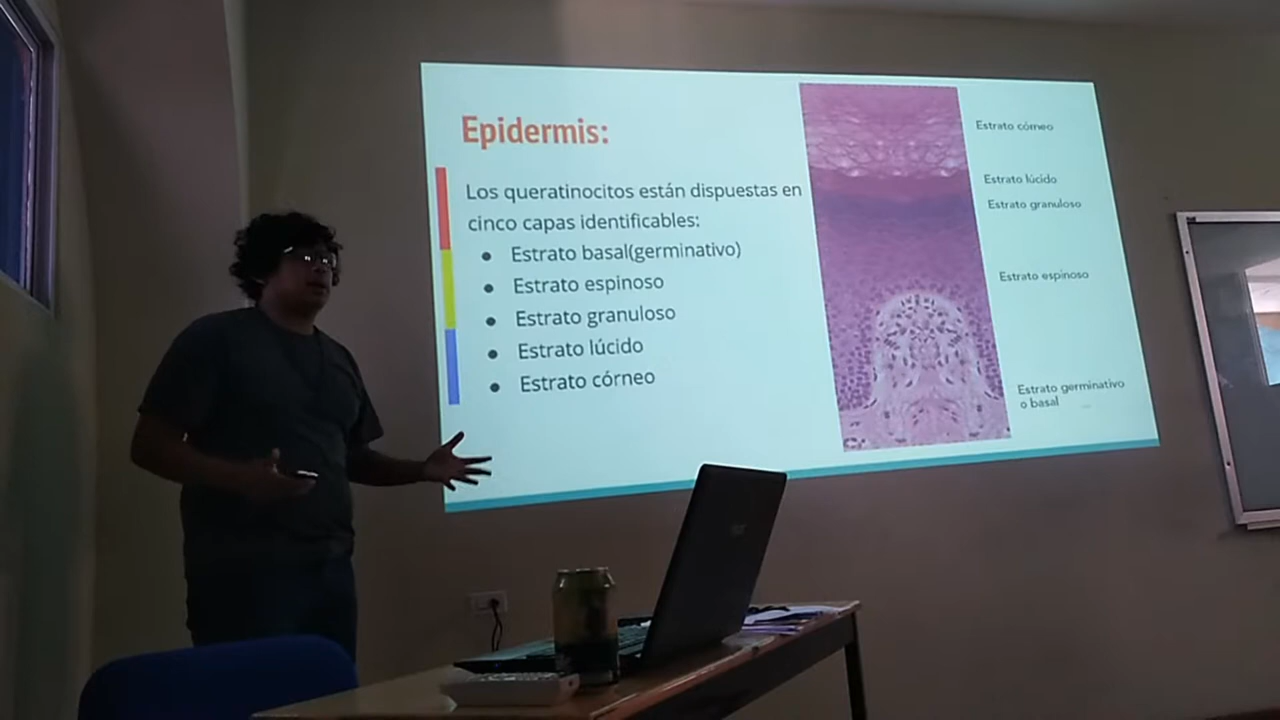 Epidermis:
Los queratinocitos están dispuestas en
cinco capas identificables:
Estrato basal(germinativo)
Estrato espinoso
Estrato granuloso
Estrato lúcido
Estrato córneo
Estrato córneo
Estrato lúcido
Estrato granuloso
Estrato espinoso
Estrato germinativo
o basal